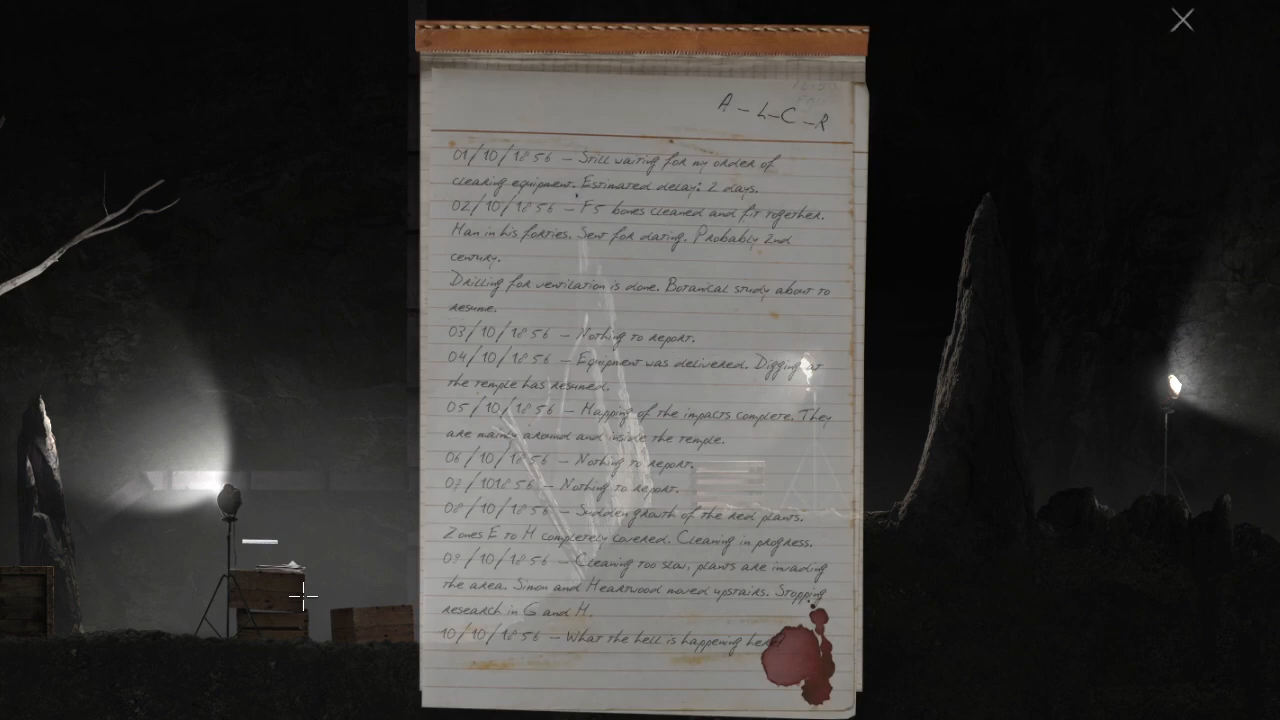 A-L-C-R
01/10/1856 - Still waiting for my order of
clearing equipment. Estimated delay: 2 days.
02/10/1856 - F5 bones cleaned and fit together.
Man in his forties. Sent for dating. Probably 2nd
century.
Drilling for ventilation is done. Botanical study about to
resume.
03/10/1856 - Nothing to report.
04/10/1856 - Equipment was delivered. Digging at
the temple has resumed.
05/10/1856 - Mapping of the impacts complete. They
are mainly around and inside the temple.
06/10/1856 - Nothing to report.
07/101856 - Nothing to report.
08/10/1856 - Sudden growth of the red plants.
Zones E to H completely covered. Cleaning in progress.
09/10/1856 - Cleaning too slow, plants are invading
the area. Simon and Heartwood moved upstairs. Stopping
research in G and H.
10/10/1856 - What the hell is happening here?